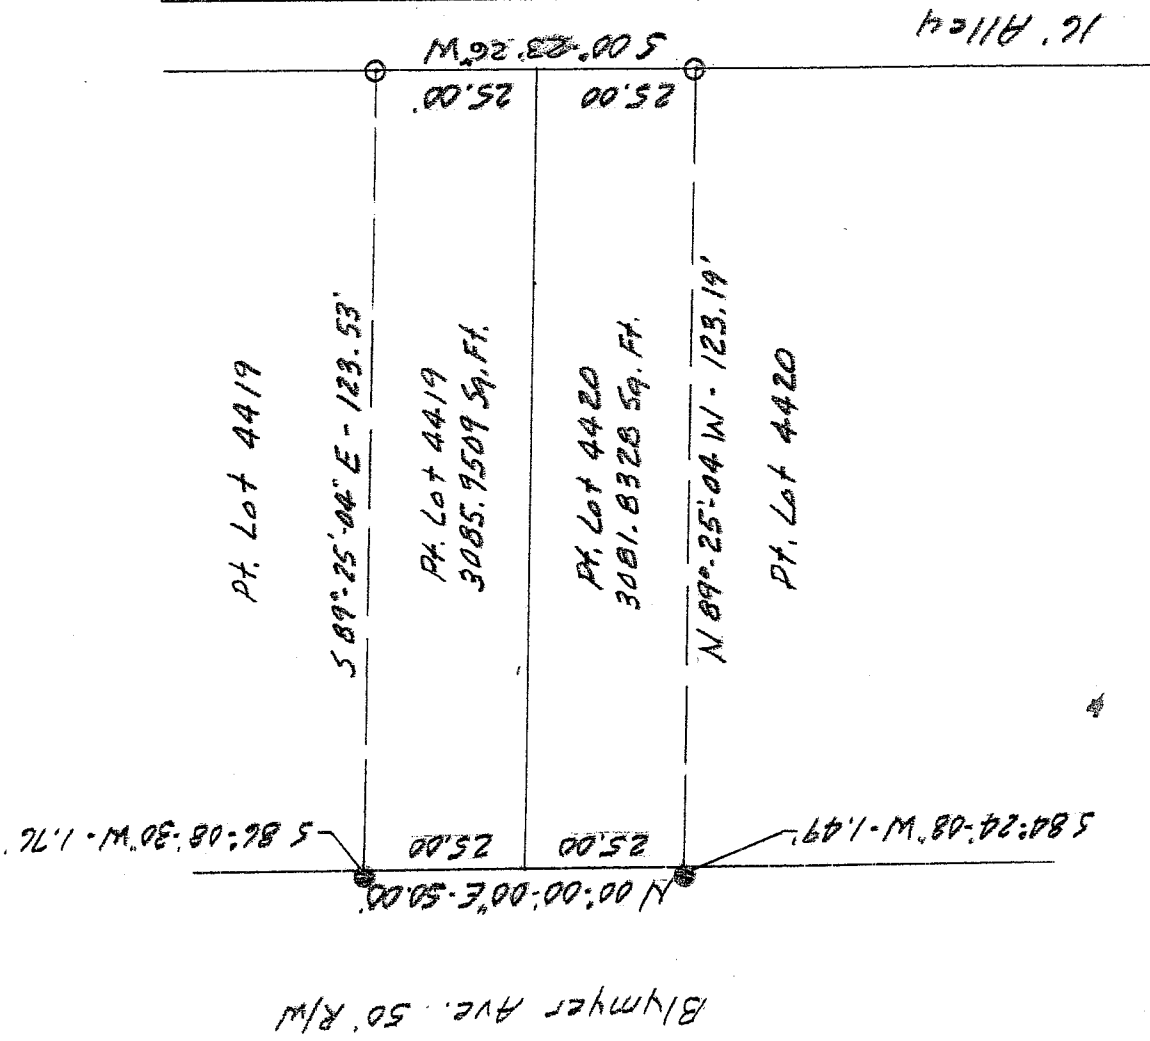 16' Alley
S 00°-23'-26" W
25.00'
25.00
Pt. Lot 4419
S 89°-25'-04" E - 123.53'
Pt. Lot 4419
3085.9509 Sq. Ft.
Pt. Lot 4420
3081.8328 Sq. Ft.
N 89°-25'-04 W - 123.19'
Pt. Lot 4420
S 86°-08'-30" W - 1.76'
25.00
25.00
S 84°-24'-08" W - 1.49'
N 00°-00'-00" E - 50.00'
Blymyer Ave. 50' R/W